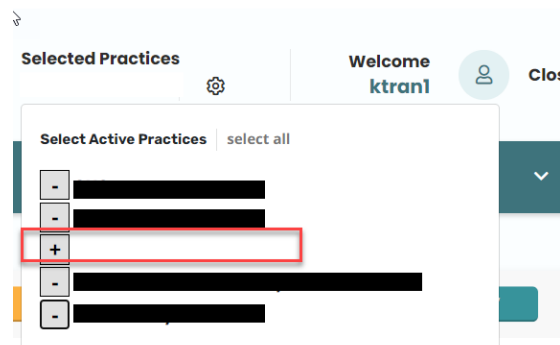 Selected Practices
Welcome
ktran1
Clos
Select Active Practices select all
-
-
+
-
-